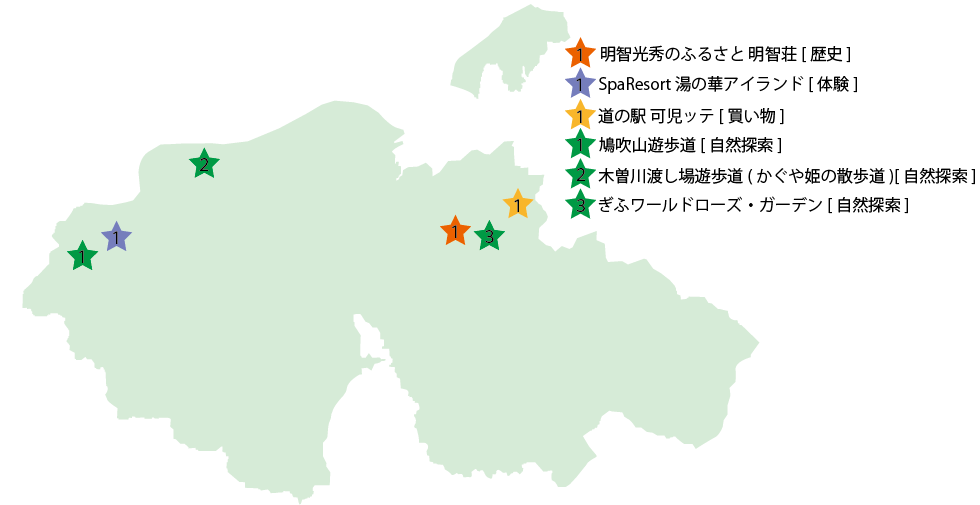 1 明智光秀のふるさと 明智荘 [ 歴史 ]
1 SpaResort 湯の華アイランド [ 体験 ]
1 道の駅 可児ッテ [ 買い物 ]
1 鳩吹山遊歩道 [ 自然探索 ]
2 木曽川渡し場遊歩道 ( かぐや姫の散歩道 )[ 自然探索 ]
3 ぎふワールドローズ・ガーデン [ 自然探索 ]
2
1
1
1
1
3